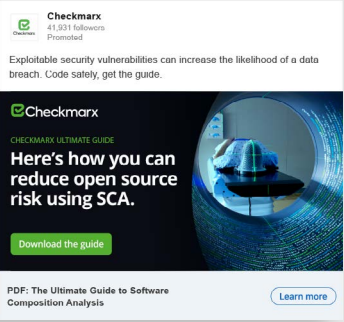 Checkmarx
41,931 followers
Promoted
Exploitable security vulnerabilities can increase the likelihood of a data
breach. Code safely, get the guide.
Checkmarx
Checkmarx
CHECKMARX ULTIMATE GUIDE
Here's how you can
reduce open source
risk using SCA.
Download the guide
PDF: The Ultimate Guide to Software
Composition Analysis
Learn more